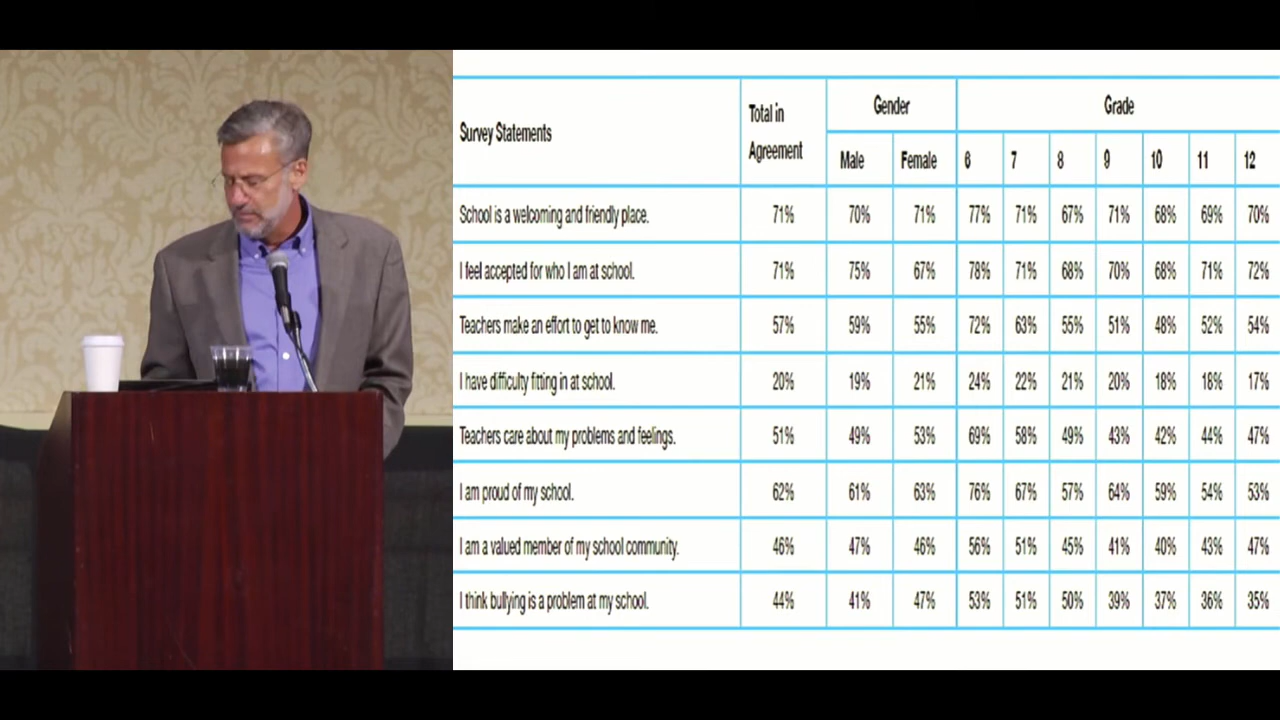 Survey Statements Total in Agreement Gender Grade
Male Female 6 7 8 9 10 11 12
School is a welcoming and friendly place. 71% 70% 71% 77% 71% 67% 71% 68% 69% 70%
I feel accepted for who I am at school. 71% 75% 67% 78% 71% 68% 70% 68% 71% 72%
Teachers make an effort to get to know me. 57% 59% 55% 72% 63% 55% 51% 48% 52% 54%
I have difficulty fitting in at school. 20% 19% 21% 24% 22% 21% 20% 18% 18% 17%
Teachers care about my problems and feelings. 51% 49% 53% 69% 58% 49% 43% 42% 44% 47%
I am proud of my school. 62% 61% 63% 76% 67% 57% 64% 59% 54% 53%
I am a valued member of my school community. 46% 47% 46% 56% 51% 45% 41% 40% 43% 47%
I think bullying is a problem at my school. 44% 41% 47% 53% 51% 50% 39% 37% 36% 35%